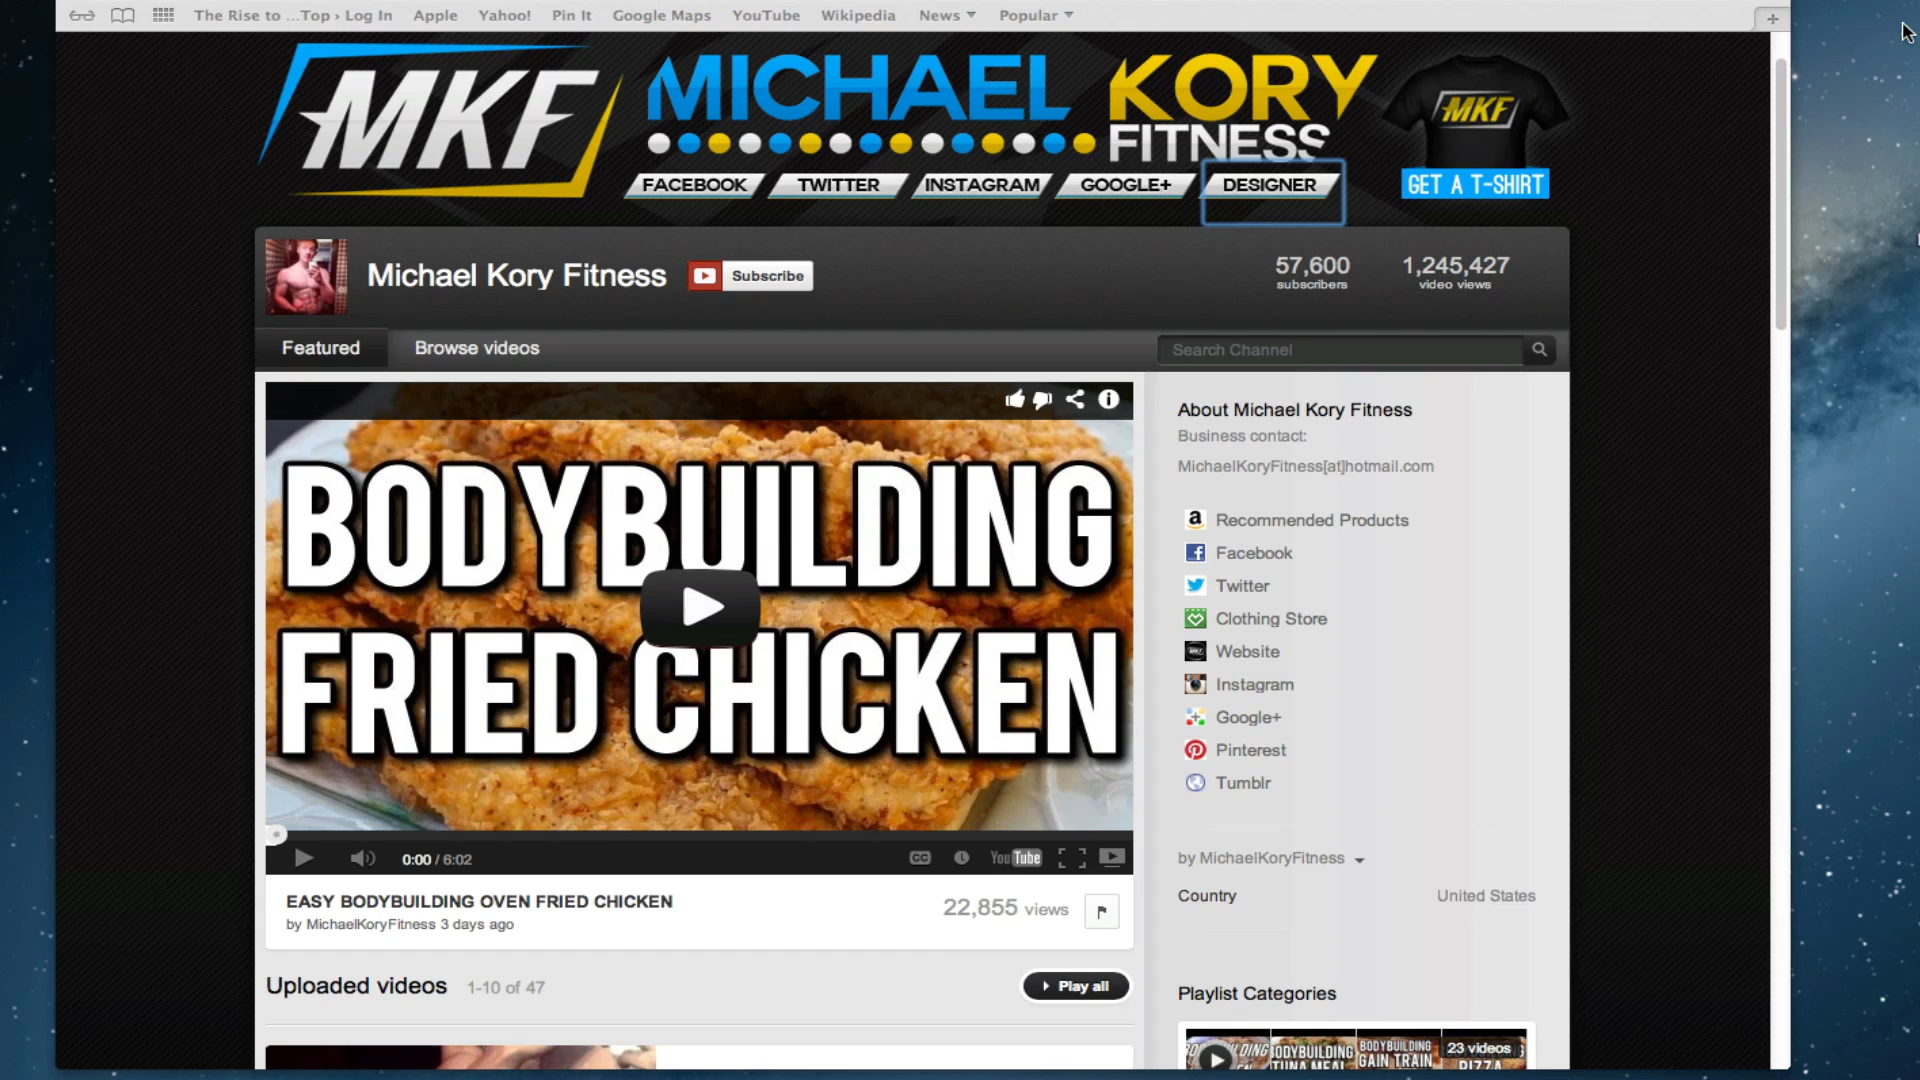 The Rise to ...Top › Log In Apple Yahoo! Pin It Google Maps YouTube Wikipedia News Popular
MKF
MICHAEL KORY
FITNESS
MKF
FACEBOOK TWITTER INSTAGRAM GOOGLE+ DESIGNER
GET A T-SHIRT
Michael Kory Fitness
Subscribe
57,600
subscribers
1,245,427
video views
Featured
Browse videos
Search Channel
BODYBUILDING
FRIED CHICKEN
0:00 / 6:02
CC
YouTube
EASY BODYBUILDING OVEN FRIED CHICKEN
by MichaelKoryFitness 3 days ago
22,855 views
Uploaded videos 1-10 of 47
Play all
About Michael Kory Fitness
Business contact:
MichaelKoryFitness[at]hotmail.com
Recommended Products
Facebook
Twitter
Clothing Store
Website
Instagram
Google+
Pinterest
Tumblr
by MichaelKoryFitness
Country United States
Playlist Categories
BODYBUILDING
GAIN TRAIN
23 videos